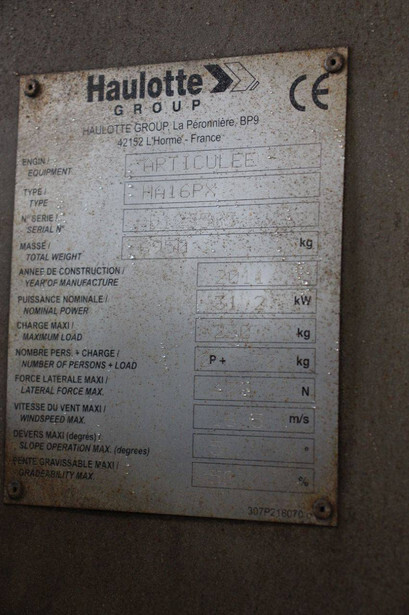 Haulotte
GROUP
CE
HAULOTTE GROUP, La Péronnière, BP9
42152 L'Horme - France
ENGIN / EQUIPMENT ARTICULEE
TYPE / TYPE HA16PX
N° SERIE / SERIAL N°
MASSE / TOTAL WEIGHT kg
ANNEE DE CONSTRUCTION / YEAR OF MANUFACTURE
PUISSANCE NOMINALE / NOMINAL POWER kW
CHARGE MAXI / MAXIMUM LOAD kg
NOMBRE PERS. + CHARGE / NUMBER OF PERSONS + LOAD P + kg
FORCE LATERALE MAXI / LATERAL FORCE MAX. N
VITESSE DU VENT MAXI / WINDSPEED MAX. m/s
DEVERS MAXI (degrés) / SLOPE OPERATION MAX. (degrees) °
PENTE GRAVISSABLE MAXI / GRADEABILITY MAX. %
307P216070